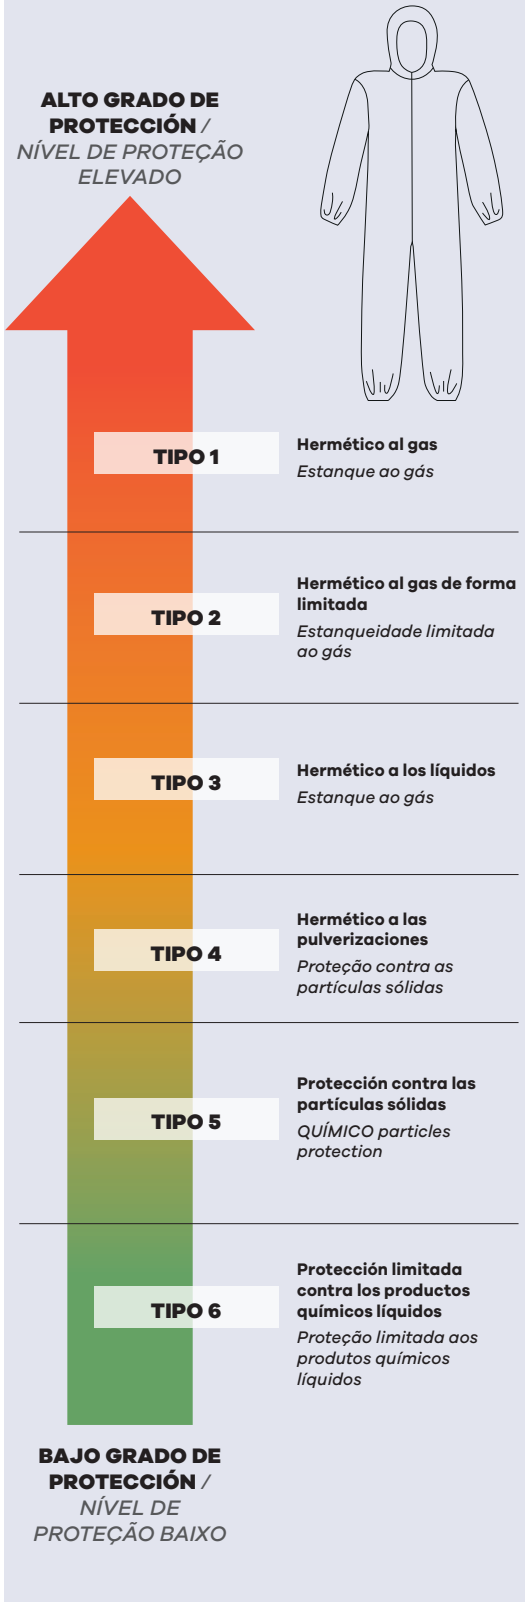 ALTO GRADO DE
PROTECCIÓN /
NÍVEL DE PROTEÇÃO
ELEVADO
TIPO 1
Hermético al gas
Estanque ao gás
TIPO 2
Hermético al gas de forma
limitada
Estanqueidade limitada
ao gás
TIPO 3
Hermético a los líquidos
Estanque ao gás
TIPO 4
Hermético a las
pulverizaciones
Proteção contra as
partículas sólidas
TIPO 5
Protección contra las
partículas sólidas
QUÍMICO particles
protection
TIPO 6
Protección limitada
contra los productos
químicos líquidos
Proteção limitada aos
produtos químicos
líquidos
BAJO GRADO DE
PROTECCIÓN /
NÍVEL DE
PROTEÇÃO BAIXO